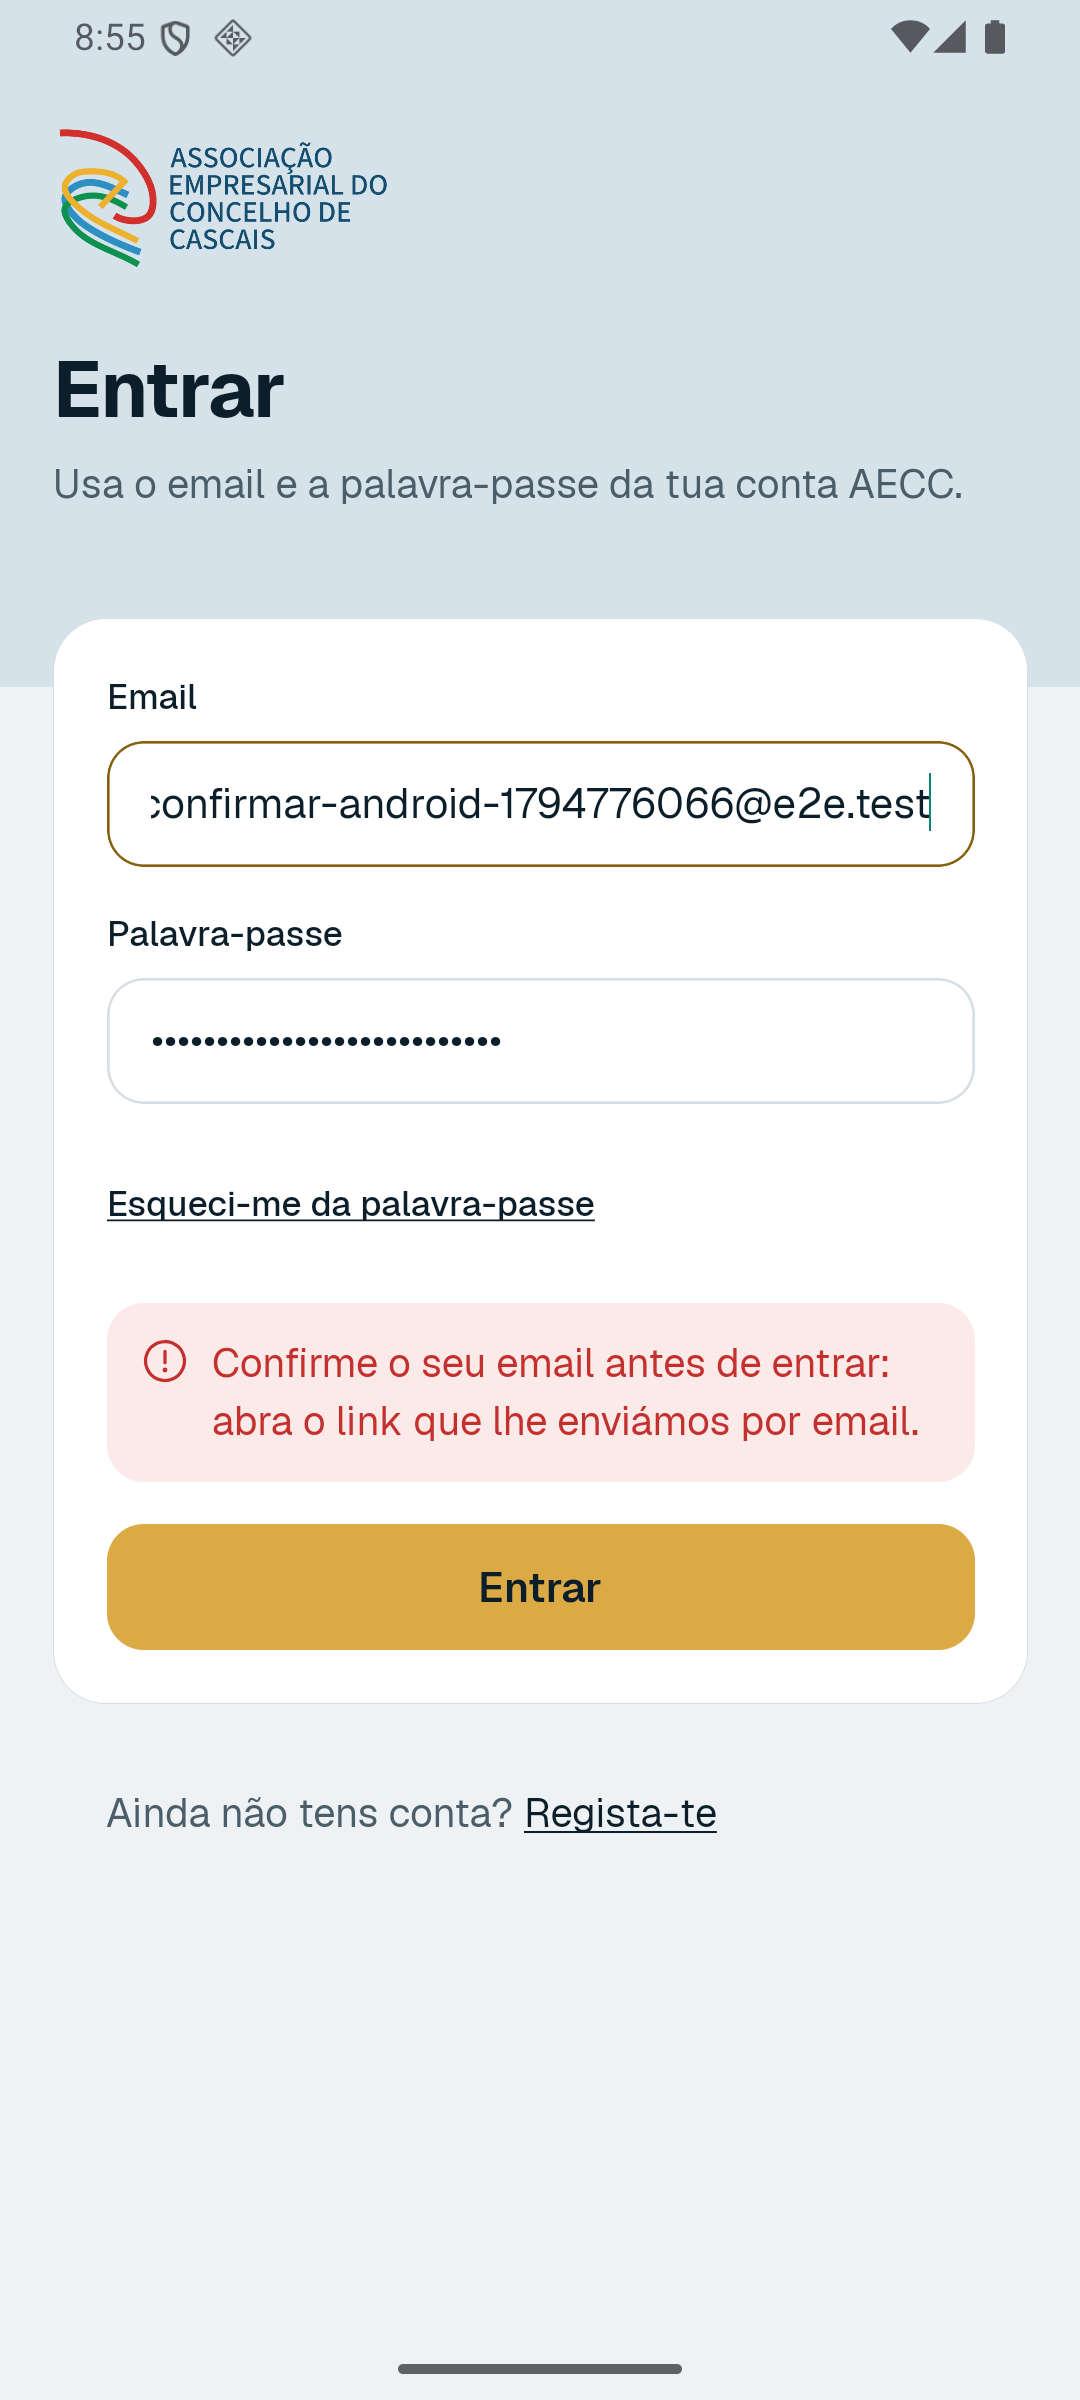 8:55
ASSOCIAÇÃO
EMPRESARIAL DO
CONCELHO DE
CASCAIS
Entrar
Usa o email e a palavra-passe da tua conta AECC.
Email
confirmar-android-1794776066@e2e.test
Palavra-passe
•••••••••••••••••••••••••••
Esqueci-me da palavra-passe
Confirme o seu email antes de entrar:
abra o link que lhe enviámos por email.
Entrar
Ainda não tens conta? Regista-te